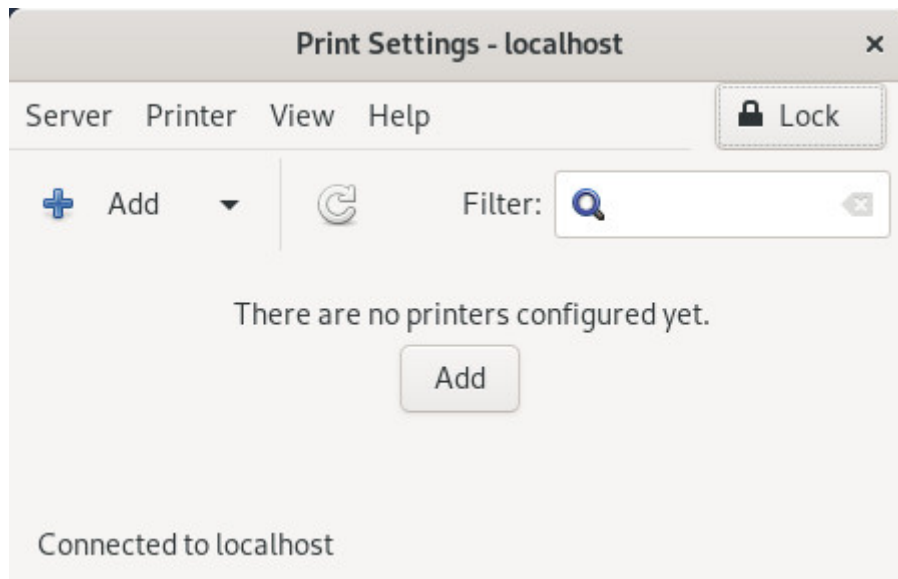 Print Settings - localhost ×
Server Printer View Help Lock
Add Filter:
There are no printers configured yet.
Add
Connected to localhost